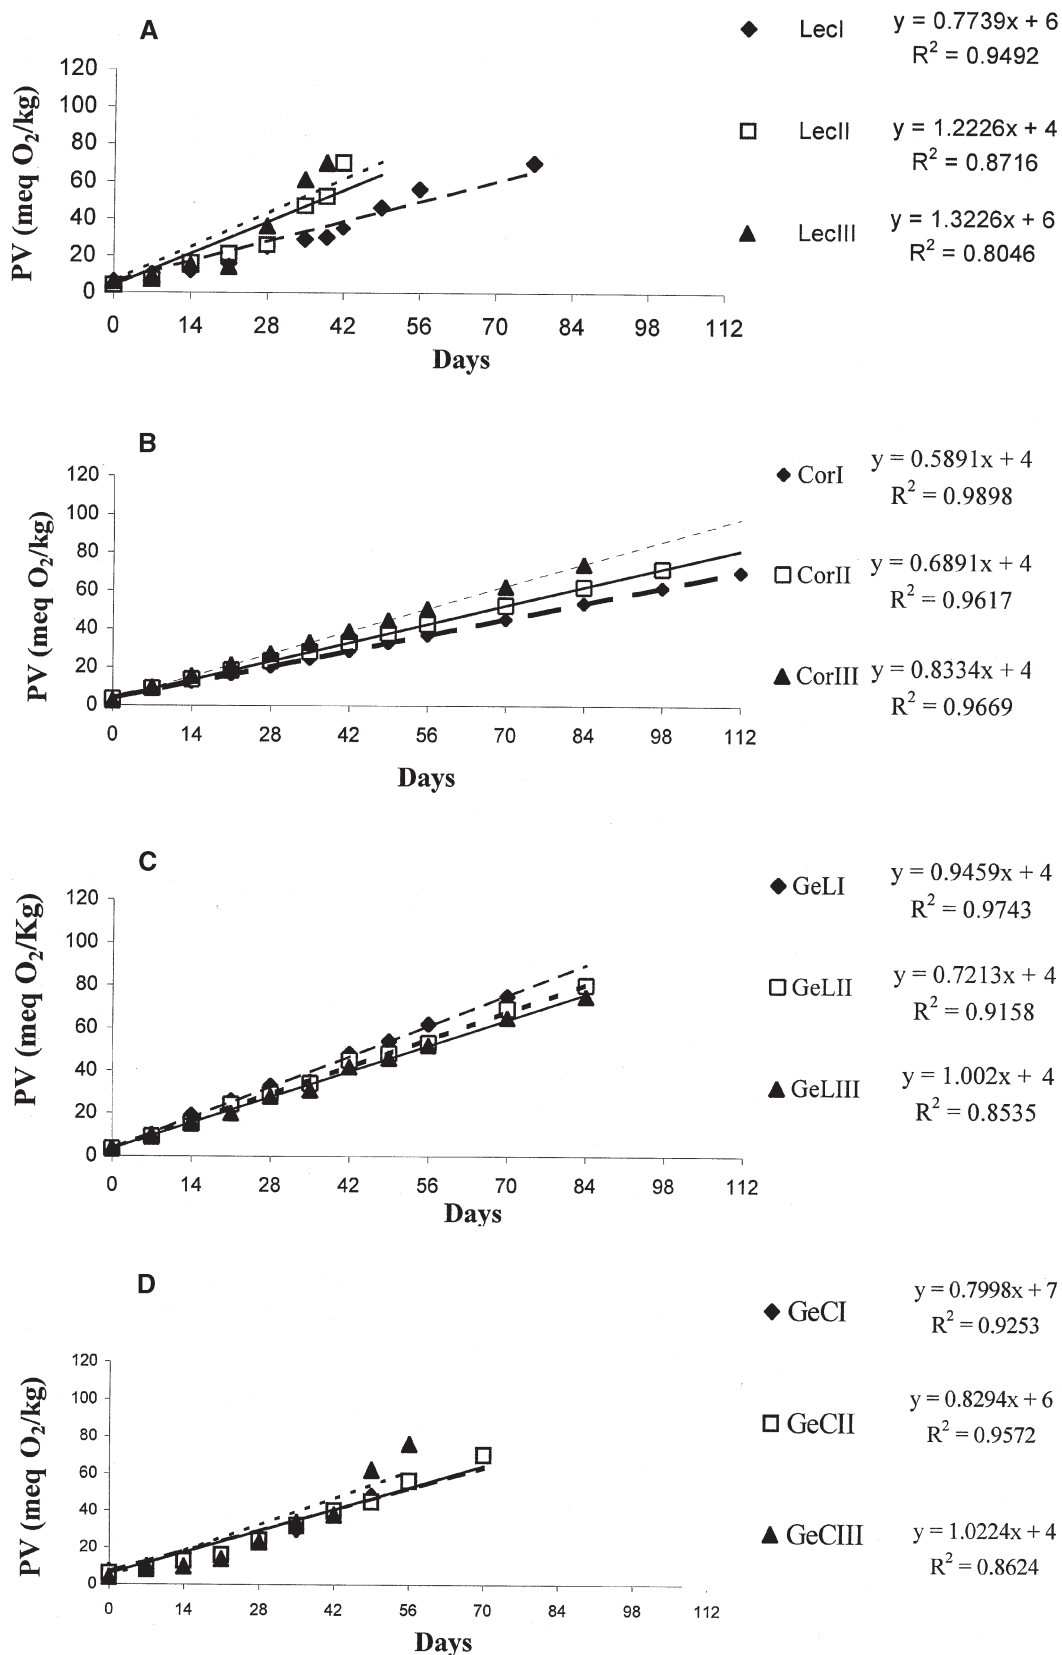 A
LecI y = 0.7739x + 6
R² = 0.9492
LecII y = 1.2226x + 4
R² = 0.8716
LecIII y = 1.3226x + 6
R² = 0.8046
PV (meq O₂/kg)
120
100
80
60
40
20
0
0 14 28 42 56 70 84 98 112
Days
B
CorI y = 0.5891x + 4
R² = 0.9898
CorII y = 0.6891x + 4
R² = 0.9617
CorIII y = 0.8334x + 4
R² = 0.9669
PV (meq O₂/kg)
120
100
80
60
40
20
0
0 14 28 42 56 70 84 98 112
Days
C
GeLI y = 0.9459x + 4
R² = 0.9743
GeLII y = 0.7213x + 4
R² = 0.9158
GeLIII y = 1.002x + 4
R² = 0.8535
PV (meq O₂/Kg)
120
100
80
60
40
20
0
0 14 28 42 56 70 84 98 112
Days
D
GeCI y = 0.7998x + 7
R² = 0.9253
GeCII y = 0.8294x + 6
R² = 0.9572
GeCIII y = 1.0224x + 4
R² = 0.8624
PV (meq O₂/kg)
120
100
80
60
40
20
0
0 14 28 42 56 70 84 98 112
Days